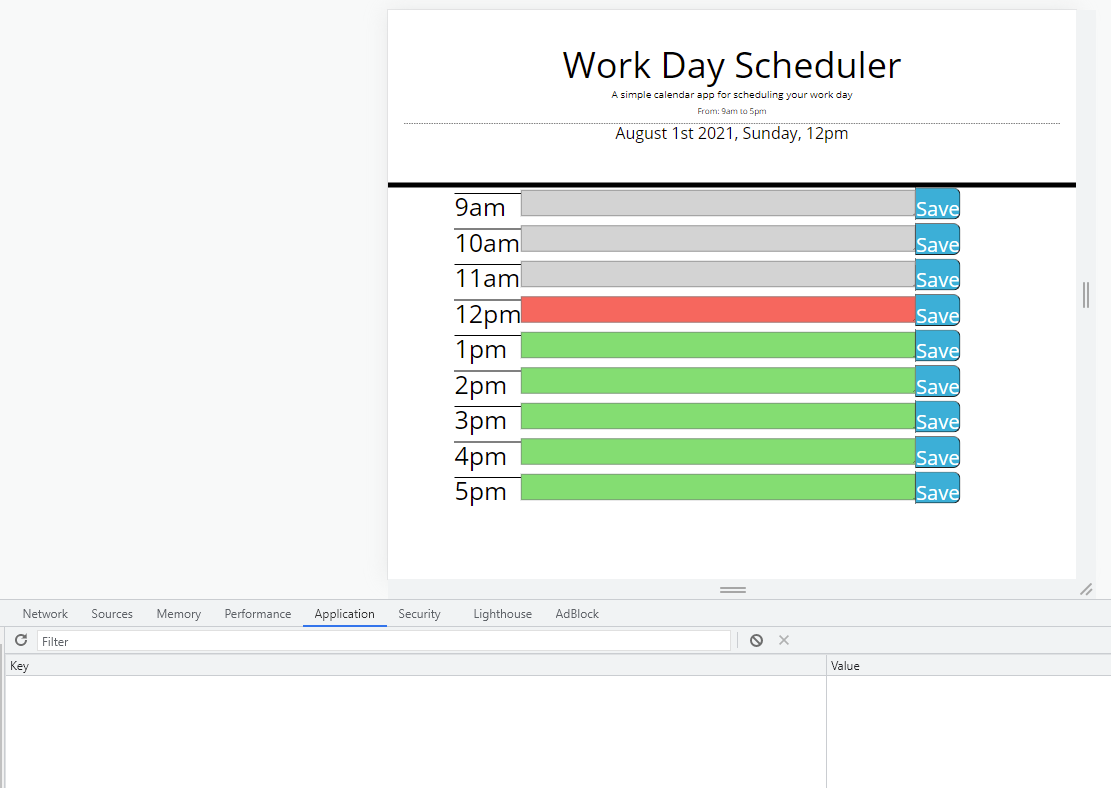 Work Day Scheduler
A simple calendar app for scheduling your work day
From: 9am to 5pm
August 1st 2021, Sunday, 12pm
9am Save
10am Save
11am Save
12pm Save
1pm Save
2pm Save
3pm Save
4pm Save
5pm Save
Network Sources Memory Performance Application Security Lighthouse AdBlock
Filter
Key Value